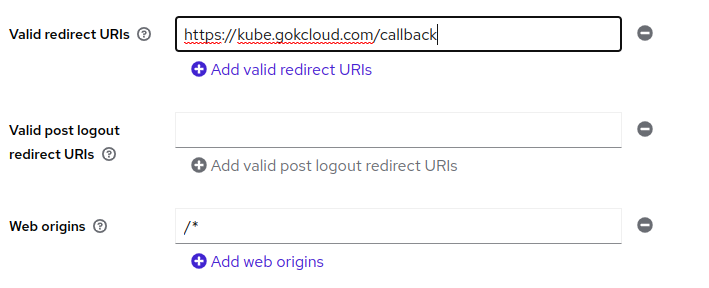 Valid redirect URIs
https://kube.gokcloud.com/callback
Add valid redirect URIs
Valid post logout
redirect URIs
Add valid post logout redirect URIs
Web origins
/*
Add web origins